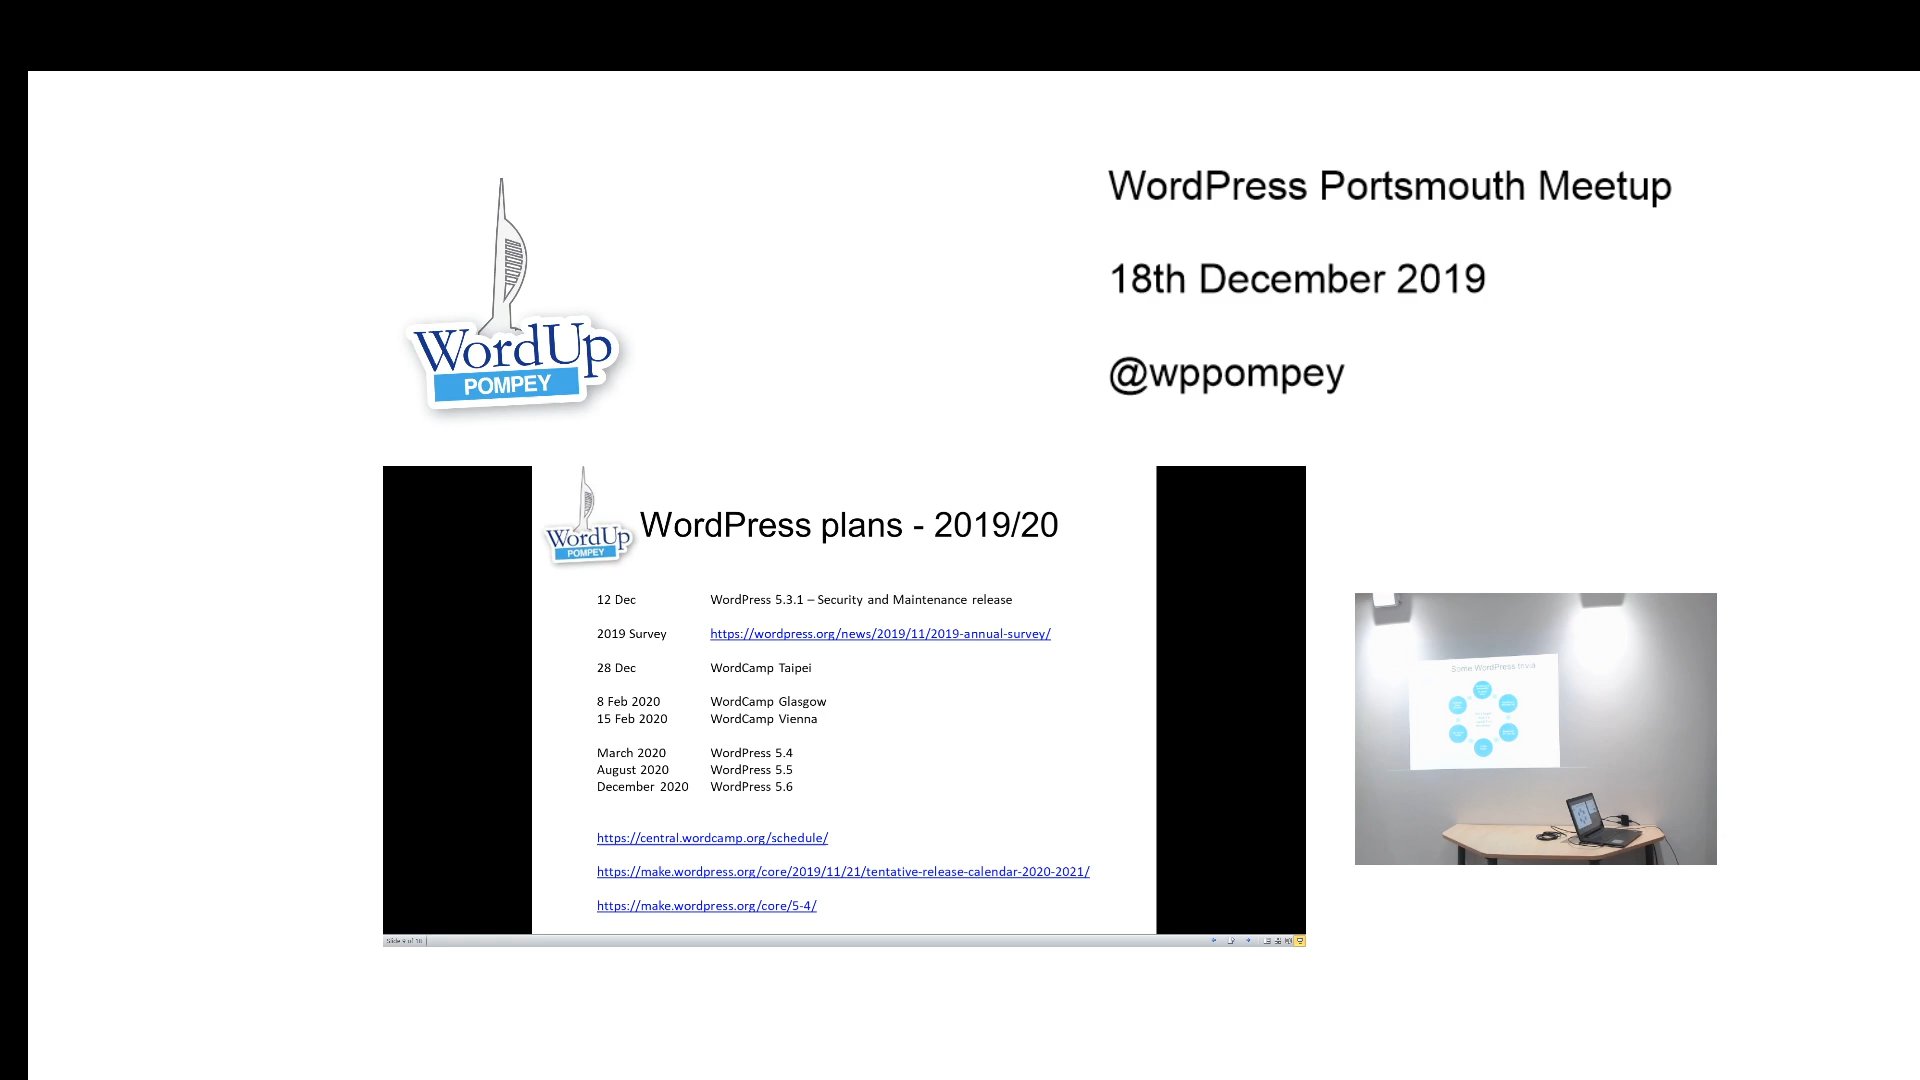 WordPress Portsmouth Meetup
18th December 2019
@wppompey
WordUp
POMPEY
WordUp
POMPEY
WordPress plans - 2019/20
12 Dec WordPress 5.3.1 – Security and Maintenance release
2019 Survey https://wordpress.org/news/2019/11/2019-annual-survey/
28 Dec WordCamp Taipei
8 Feb 2020 WordCamp Glasgow
15 Feb 2020 WordCamp Vienna
March 2020 WordPress 5.4
August 2020 WordPress 5.5
December 2020 WordPress 5.6
https://central.wordcamp.org/schedule/
https://make.wordpress.org/core/2019/11/21/tentative-release-calendar-2020-2021/
https://make.wordpress.org/core/5-4/
Slide 9 of 18
Some WordPress trivia